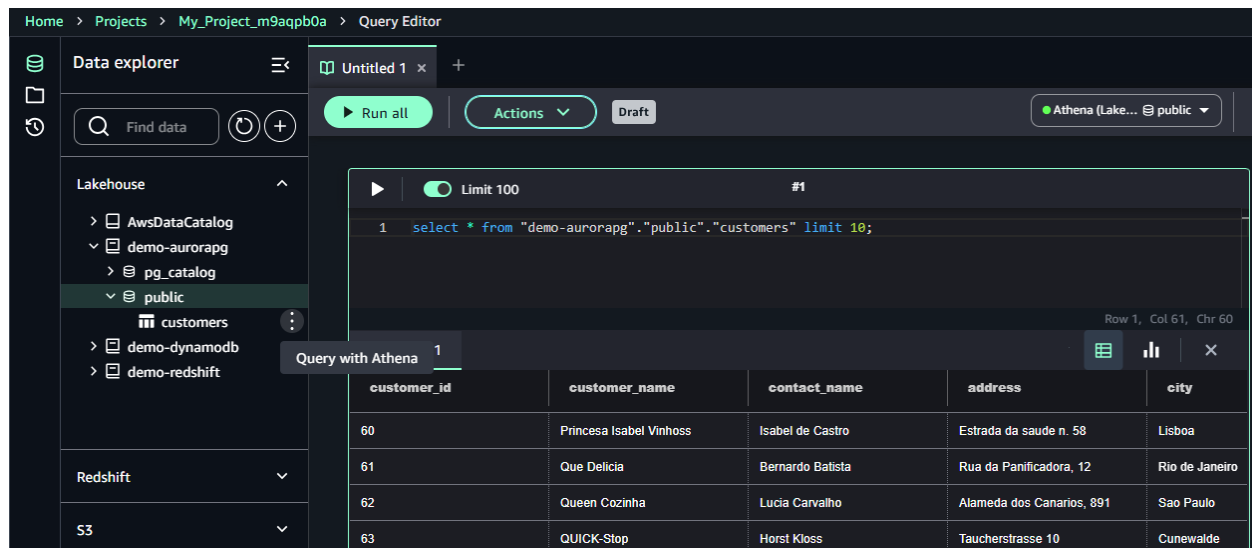 Home > Projects > My_Project_m9aqpb0a > Query Editor
Data explorer
Untitled 1 × +
Run all
Actions
Draft
Athena (Lake... public
Find data
Lakehouse
AwsDataCatalog
demo-aurorapg
pg_catalog
public
customers
demo-dynamodb
demo-redshift
Redshift
S3
Query with Athena
Limit 100
#1
1 select * from "demo-aurorapg"."public"."customers" limit 10;
Row 1, Col 61, Chr 60
1
customer_id customer_name contact_name address city
60 Princesa Isabel Vinhoss Isabel de Castro Estrada da saude n. 58 Lisboa
61 Que Delicia Bernardo Batista Rua da Panificadora, 12 Rio de Janeiro
62 Queen Cozinha Lucia Carvalho Alameda dos Canarios, 891 Sao Paulo
63 QUICK-Stop Horst Kloss Taucherstrasse 10 Cunewalde